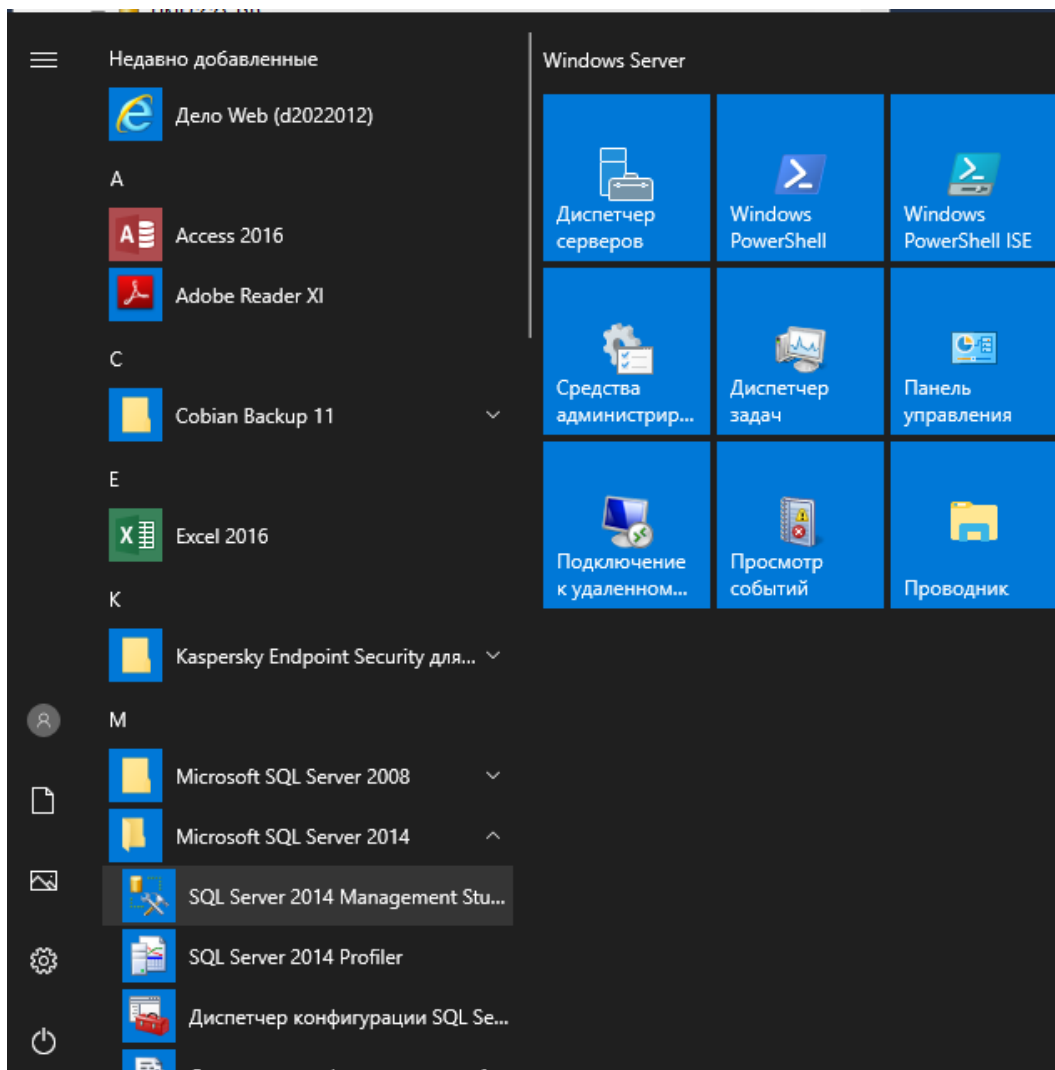 Недавно добавленные
Дело Web (d2022012)
A
Access 2016
Adobe Reader XI
C
Cobian Backup 11
E
Excel 2016
K
Kaspersky Endpoint Security для...
M
Microsoft SQL Server 2008
Microsoft SQL Server 2014
SQL Server 2014 Management Stu...
SQL Server 2014 Profiler
Диспетчер конфигурации SQL Se...
Windows Server
Диспетчер
серверов
Windows
PowerShell
Windows
PowerShell ISE
Средства
администрир...
Диспетчер
задач
Панель
управления
Подключение
к удаленном...
Просмотр
событий
Проводник